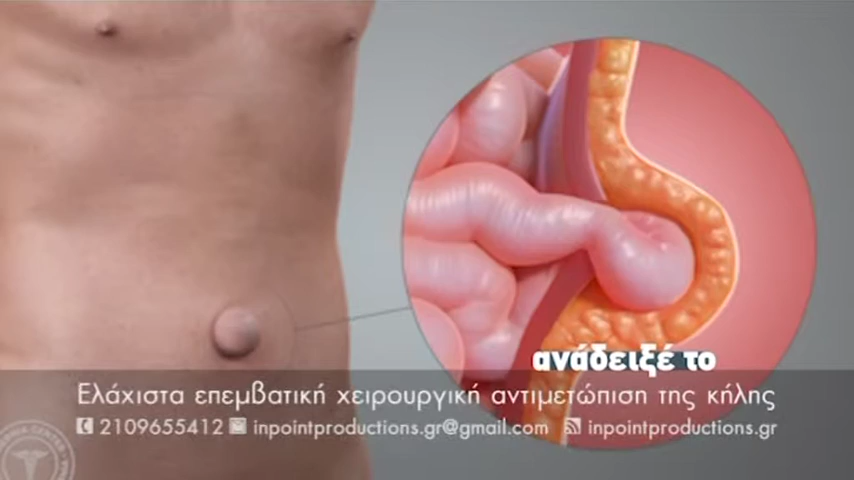 ανάδειξέ το
Ελάχιστα επεμβατική χειρουργική αντιμετώπιση της κήλης
2109655412 inpointproductions.gr@gmail.com inpointproductions.gr